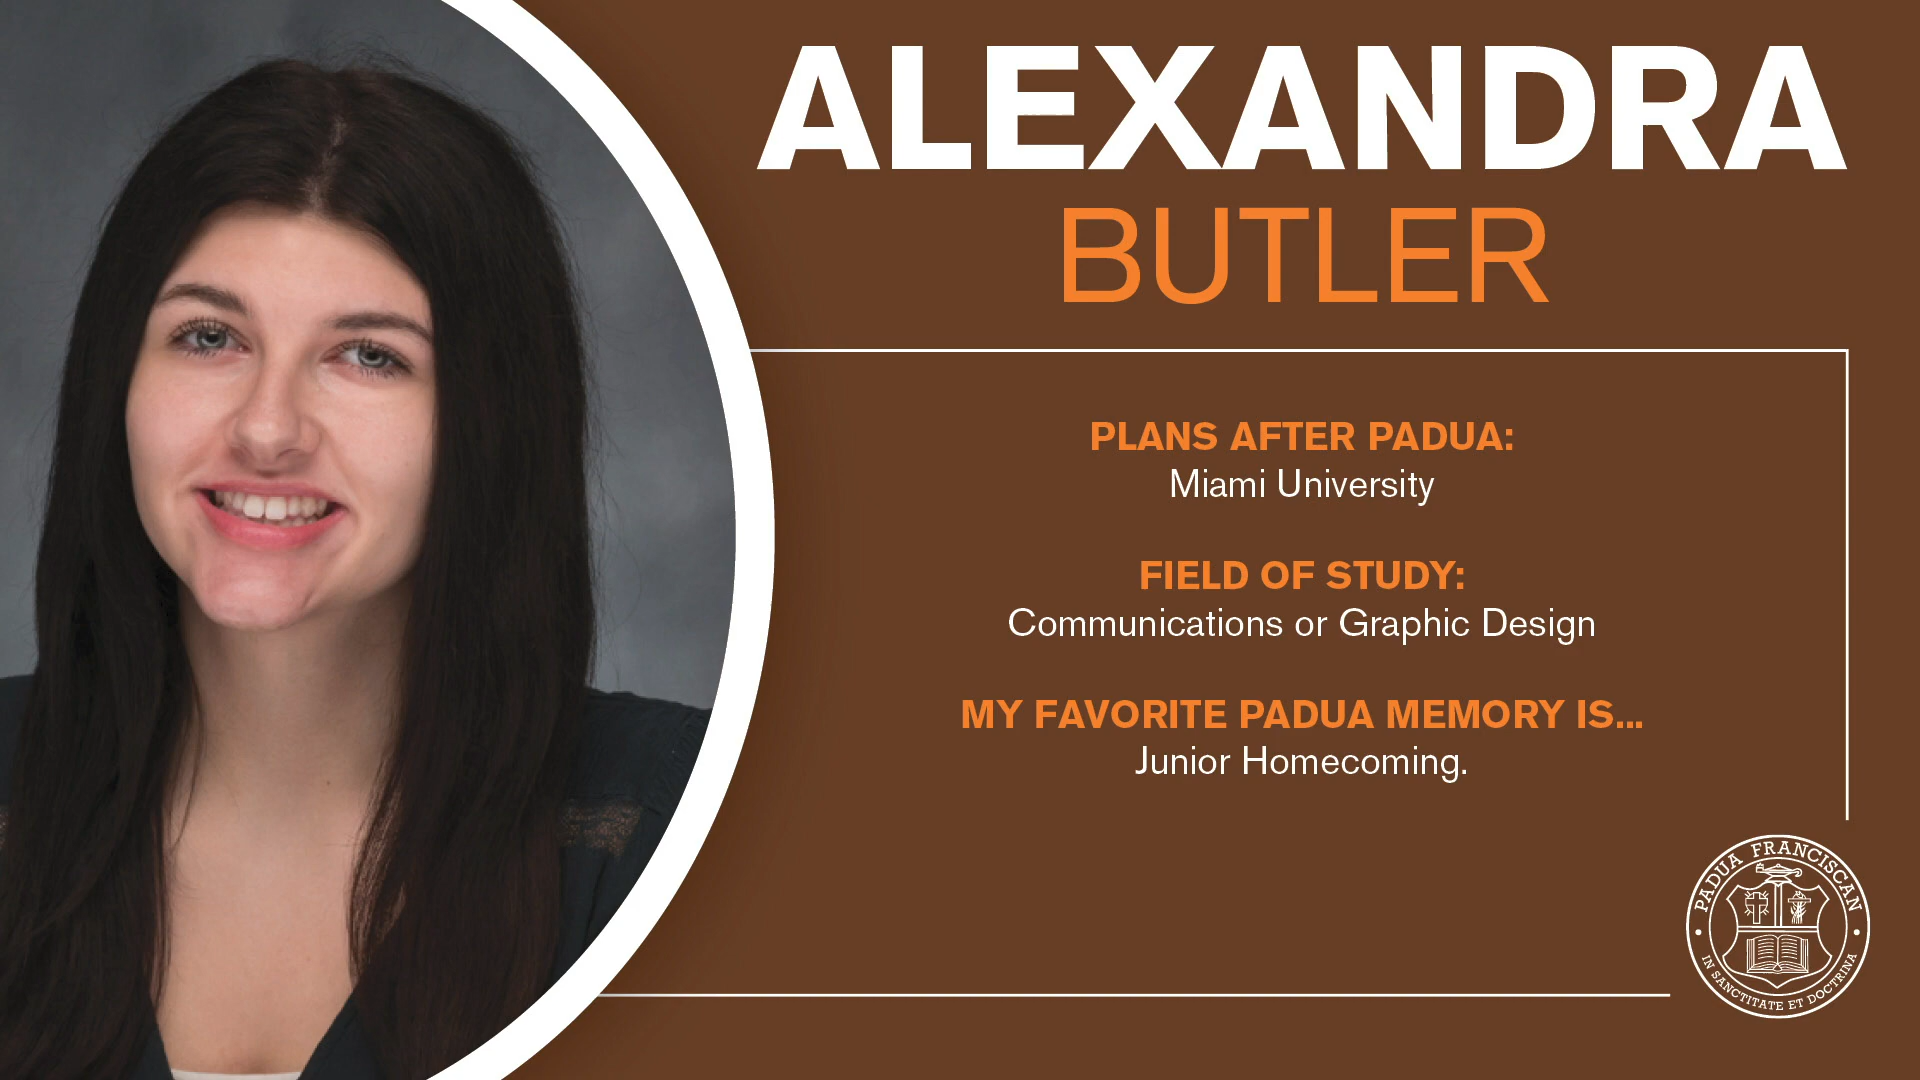 ALEXANDRA
BUTLER
PLANS AFTER PADUA:
Miami University
FIELD OF STUDY:
Communications or Graphic Design
MY FAVORITE PADUA MEMORY IS...
Junior Homecoming.
PADUA FRANCISCAN
IN SANCTITATE ET DOCTRINA